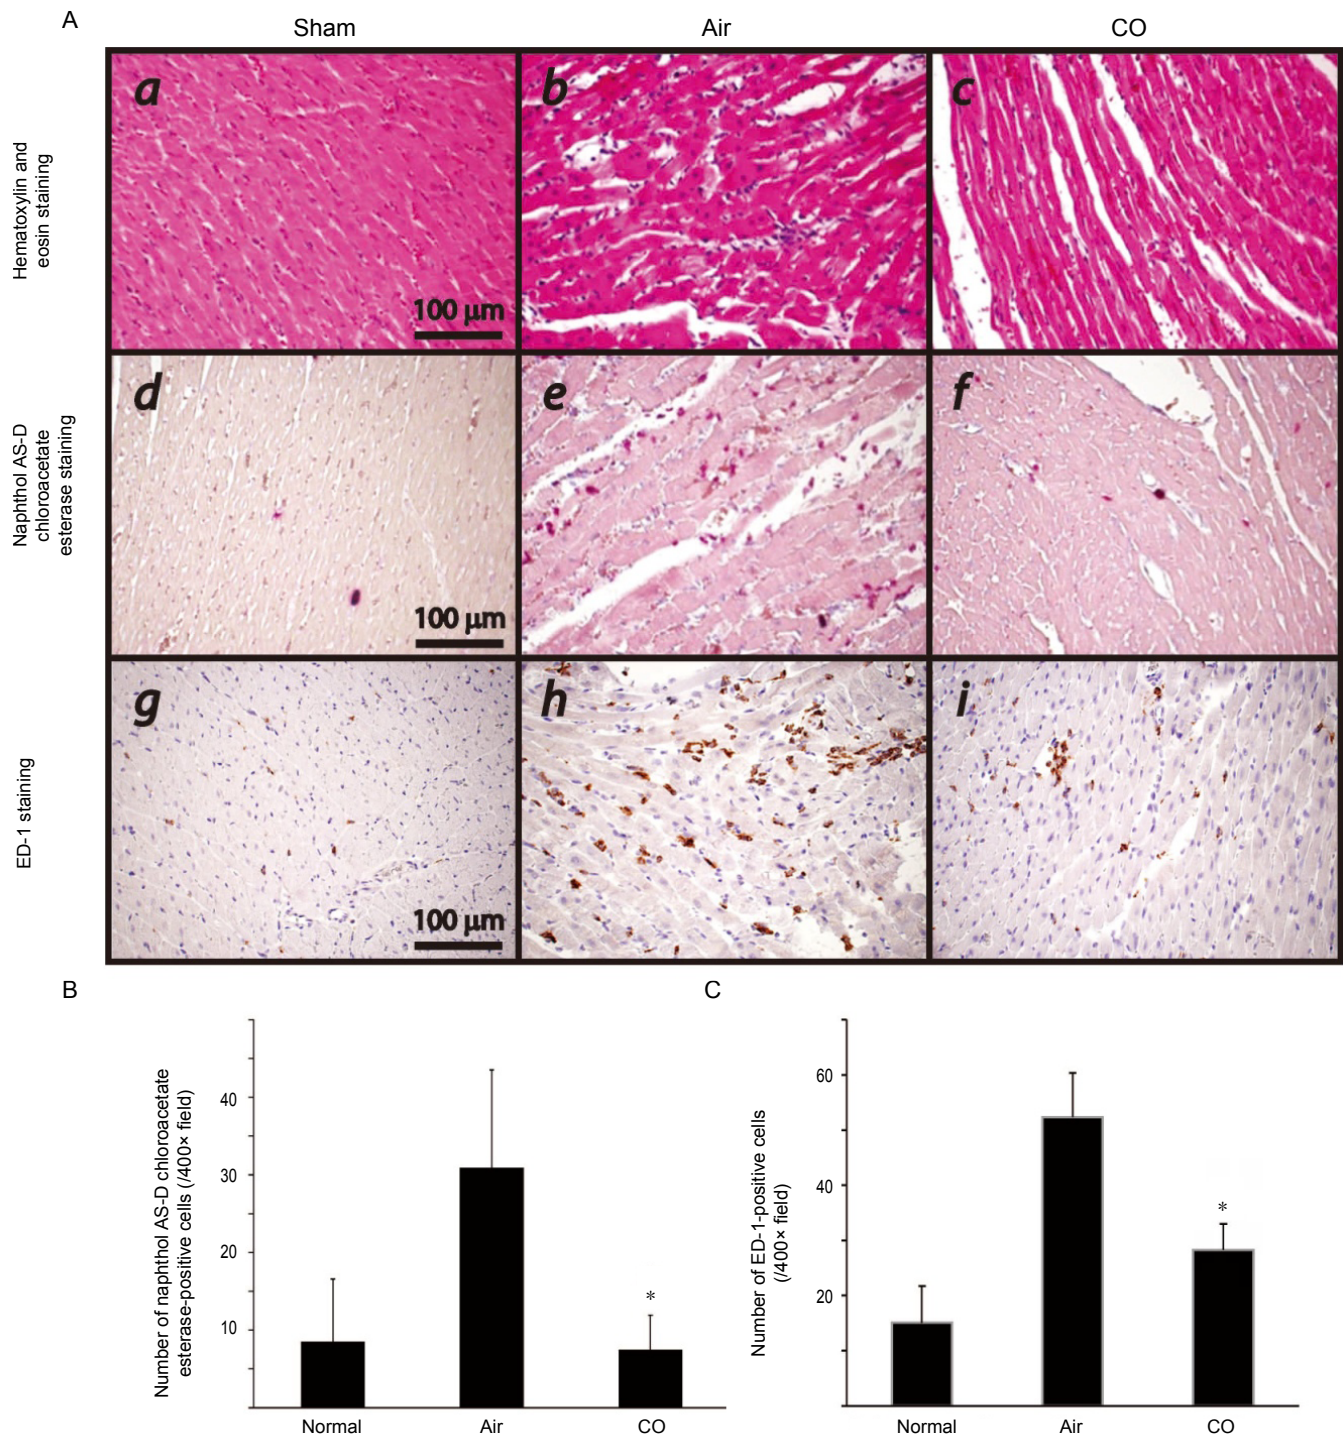 A
Sham
Air
CO
Hematoxylin and
eosin staining
a
b
c
100 μm
Naphthol AS-D
chloroacetate
esterase staining
d
e
f
100 μm
ED-1 staining
g
h
i
100 μm
B
Number of naphthol AS-D chloroacetate
esterase-positive cells (/400× field)
40
30
20
10
*
Normal
Air
CO
C
Number of ED-1-positive cells
(/400× field)
60
40
20
*
Normal
Air
CO